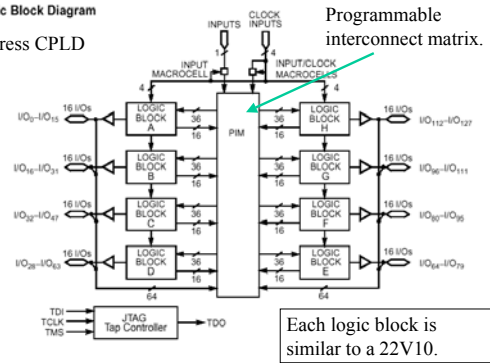 ic Block Diagram
ress CPLD
Programmable
interconnect matrix.
INPUTS
CLOCK
INPUTS
1
4
INPUT
MACROCELL
INPUT/CLOCK
MACROCELLS
4
4
PIM
16 I/Os
I/O0–I/O15
LOGIC
BLOCK
A
36
16
36
16
LOGIC
BLOCK
H
16 I/Os
I/O112–I/O127
16 I/Os
I/O16–I/O31
LOGIC
BLOCK
B
36
16
36
16
LOGIC
BLOCK
G
16 I/Os
I/O96–I/O111
16 I/Os
I/O32–I/O47
LOGIC
BLOCK
C
36
16
36
16
LOGIC
BLOCK
F
16 I/Os
I/O80–I/O95
16 I/Os
I/O28–I/O63
LOGIC
BLOCK
D
36
16
36
16
LOGIC
BLOCK
E
16 I/Os
I/O64–I/O79
64
64
TDI
TCLK
TMS
JTAG
Tap Controller
TDO
Each logic block is
similar to a 22V10.